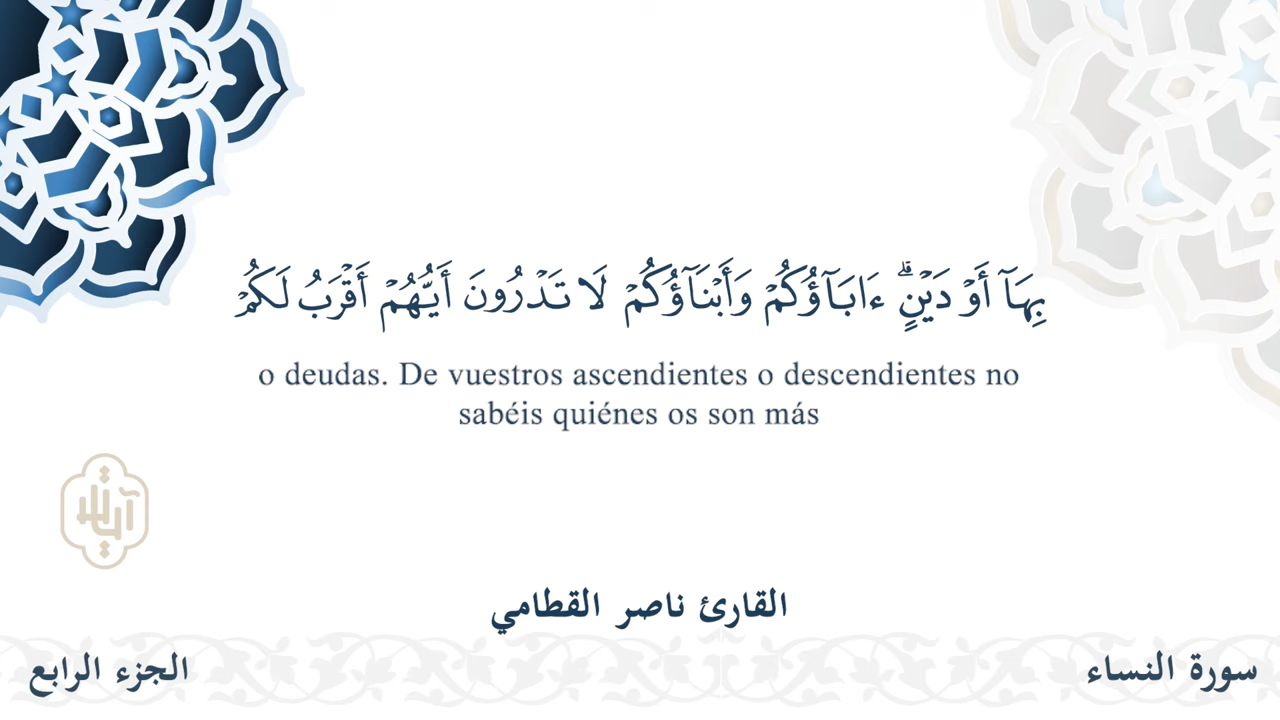 بِهَآ أَوْ دَيْنٍ ۗ ءَابَآؤُكُمْ وَأَبْنَآؤُكُمْ لَا تَدْرُونَ أَيُّهُمْ أَقْرَبُ لَكُمْ
o deudas. De vuestros ascendientes o descendientes no
sabéis quiénes os son más
القارئ ناصر القطامي
سورة النساء
الجزء الرابع